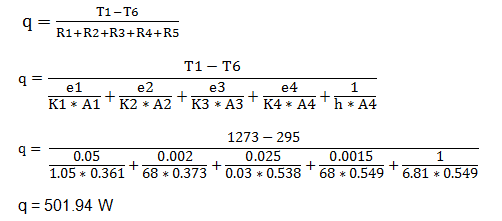 q = T1−T6 / R1+R2+R3+R4+R5
q = T1 − T6 / e1 / K1 * A1 + e2 / K2 * A2 + e3 / K3 * A3 + e4 / K4 * A4 + 1 / h * A4
q = 1273 − 295 / 0.05 / 1.05 * 0.361 + 0.002 / 68 * 0.373 + 0.025 / 0.03 * 0.538 + 0.0015 / 68 * 0.549 + 1 / 6.81 * 0.549
q = 501.94 W